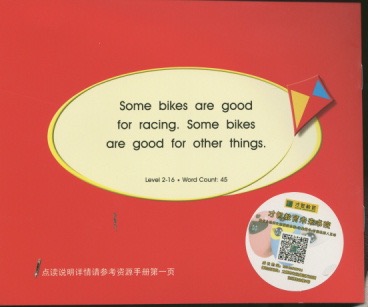 Some bikes are good
for racing. Some bikes
are good for other things.
Level 2-16 • Word Count: 45
点读说明详情请参考资源手册第一页